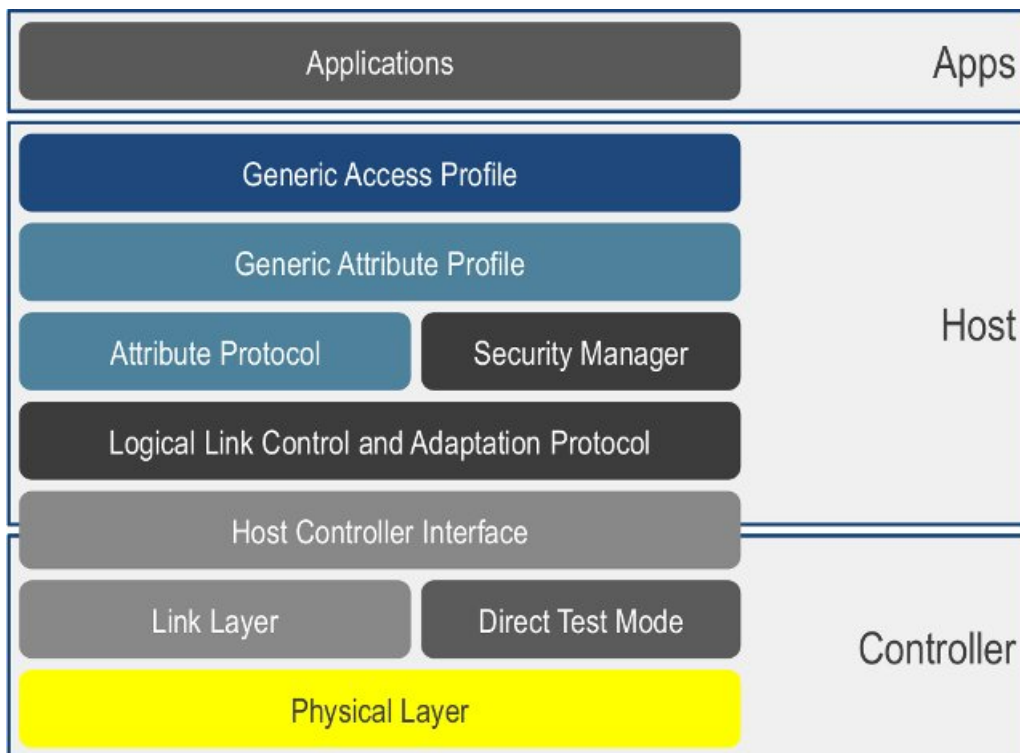 Applications
Apps
Generic Access Profile
Generic Attribute Profile
Host
Attribute Protocol
Security Manager
Logical Link Control and Adaptation Protocol
Host Controller Interface
Link Layer
Direct Test Mode
Controller
Physical Layer